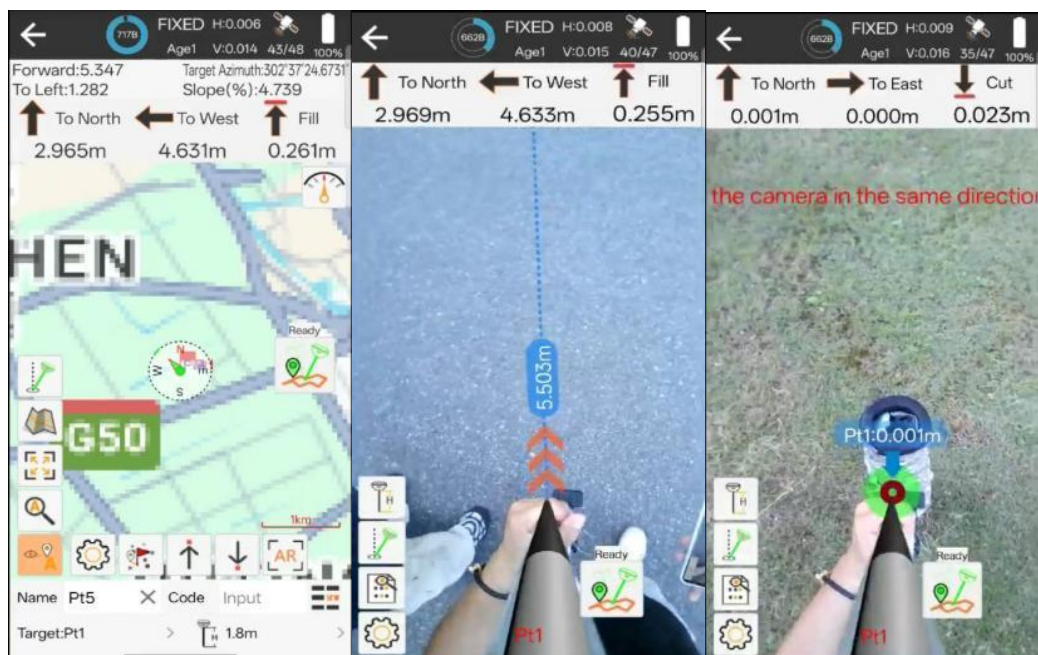 717B
FIXED H:0.006
Age1 V:0.014 43/48 100%
Forward:5.347 Target Azimuth:302°37'24.6731"
To Left:1.282 Slope(%):4.739
To North To West Fill
2.965m 4.631m 0.261m
HEN
Ready
N
W
S
G50
1km
A
AR
Name Pt5 Code Input
Target:Pt1 H 1.8m
662B
FIXED H:0.008
Age1 V:0.015 40/47 100%
To North To West Fill
2.969m 4.633m 0.255m
5.503m
H
Ready
Pt1
662B
FIXED H:0.009
Age1 V:0.016 35/47 100%
To North To East Cut
0.001m 0.000m 0.023m
the camera in the same direction
Pt1:0.001m
H
Ready
Pt1